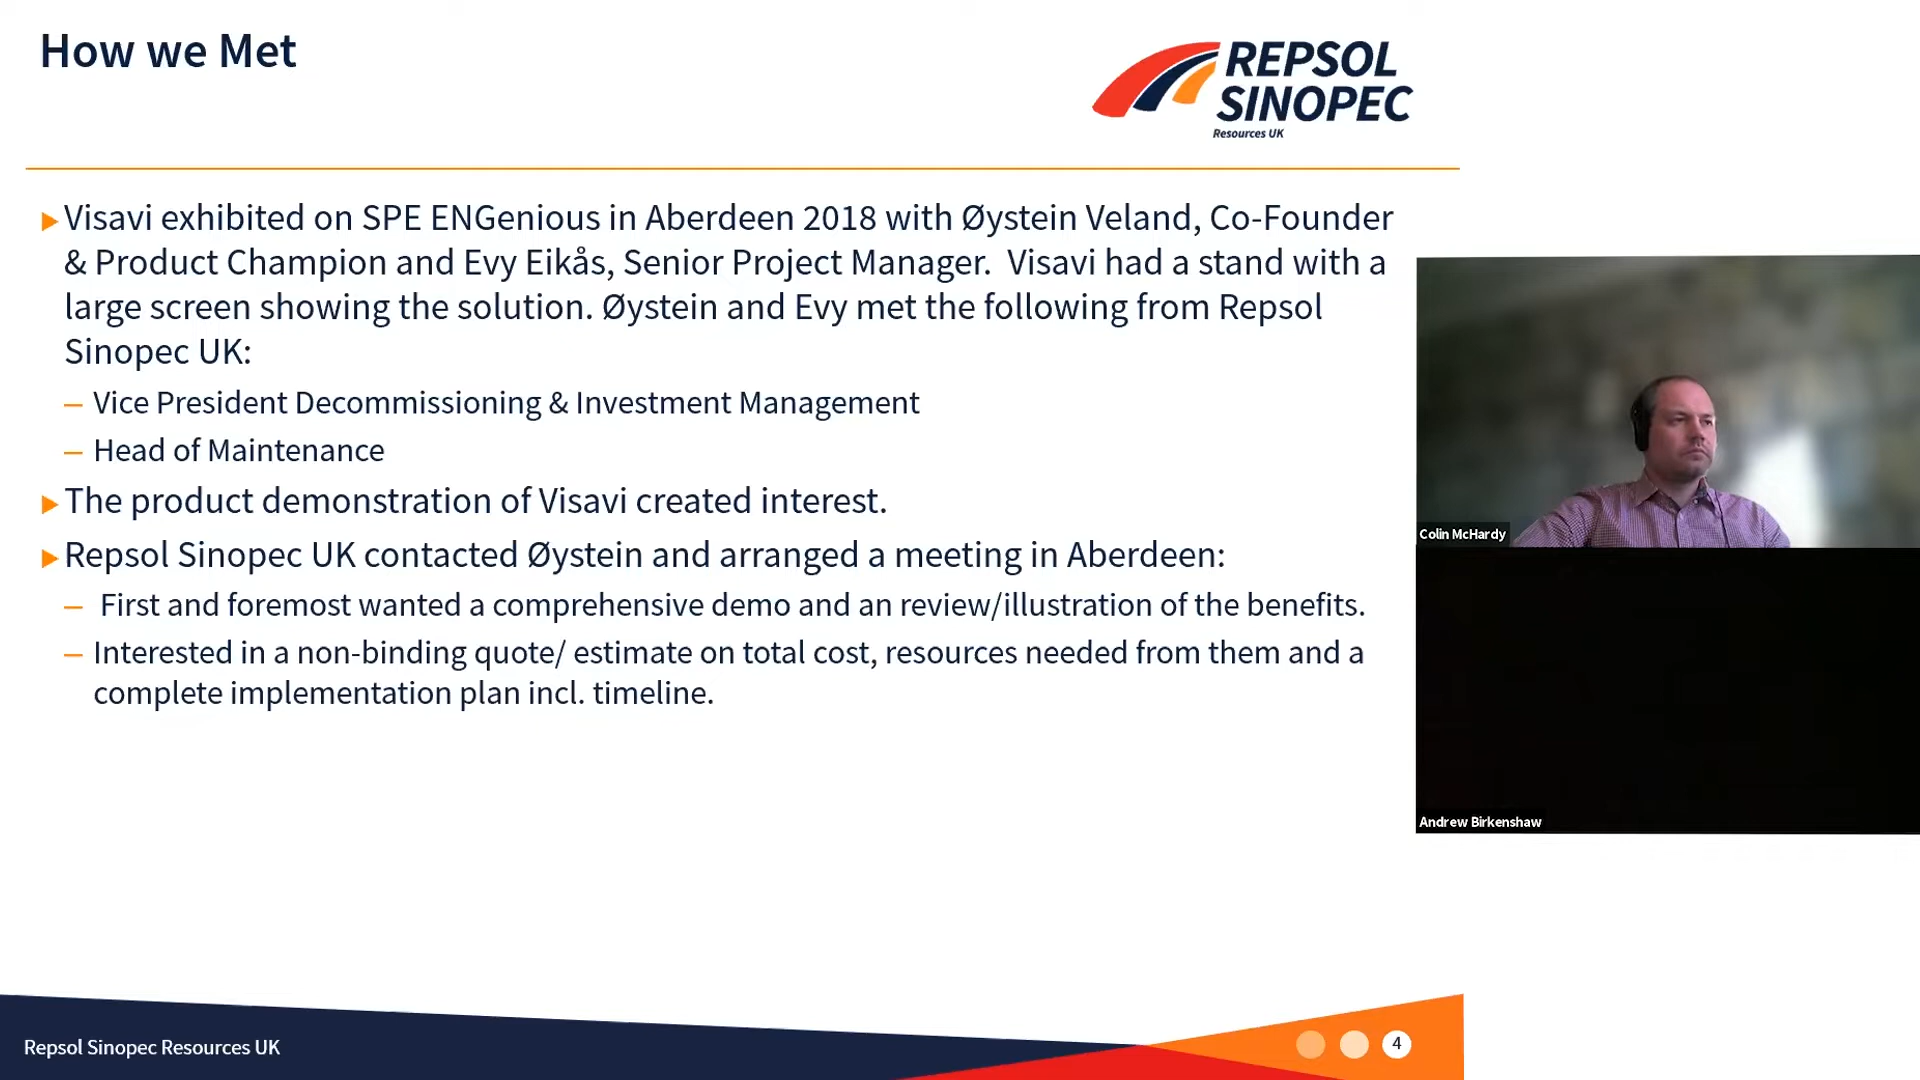 How we Met
REPSOL
SINOPEC
Resources UK
Visavi exhibited on SPE ENGenious in Aberdeen 2018 with Øystein Veland, Co-Founder
& Product Champion and Evy Eikås, Senior Project Manager.  Visavi had a stand with a
large screen showing the solution. Øystein and Evy met the following from Repsol
Sinopec UK:
– Vice President Decommissioning & Investment Management
– Head of Maintenance
The product demonstration of Visavi created interest.
Repsol Sinopec UK contacted Øystein and arranged a meeting in Aberdeen:
– First and foremost wanted a comprehensive demo and an review/illustration of the benefits.
– Interested in a non-binding quote/ estimate on total cost, resources needed from them and a
complete implementation plan incl. timeline.
Colin McHardy
Andrew Birkenshaw
Repsol Sinopec Resources UK
4